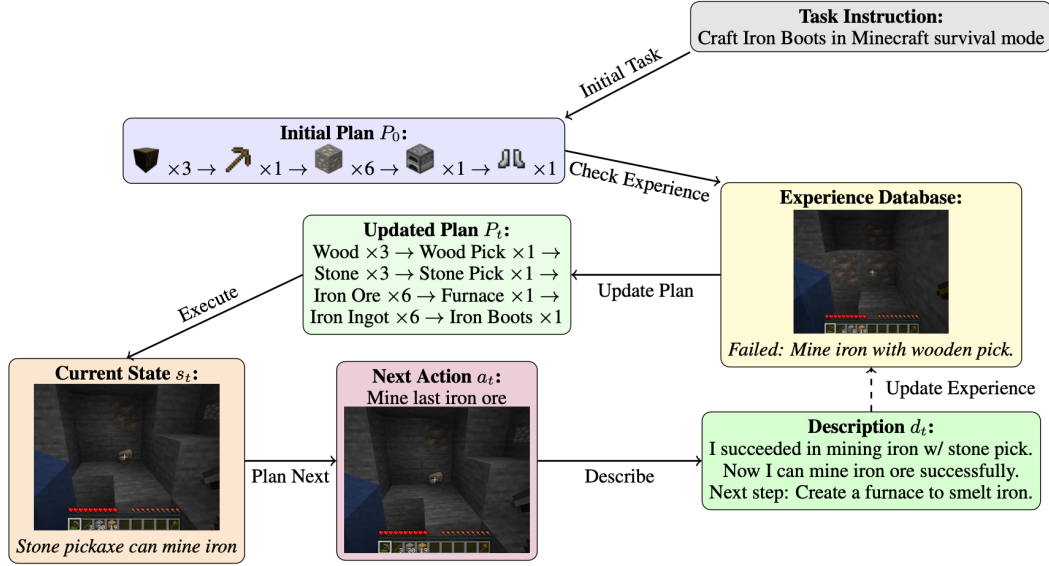 Task Instruction:
Craft Iron Boots in Minecraft survival mode
Initial Task
Initial Plan P₀:
×3 → ×1 → ×6 → ×1 → ×1
Check Experience
Experience Database:
Failed: Mine iron with wooden pick.
Updated Plan Pₜ:
Wood ×3 → Wood Pick ×1 →
Stone ×3 → Stone Pick ×1 →
Iron Ore ×6 → Furnace ×1 →
Iron Ingot ×6 → Iron Boots ×1
Update Plan
Execute
Current State sₜ:
Stone pickaxe can mine iron
Plan Next
Next Action aₜ:
Mine last iron ore
Describe
Update Experience
Description dₜ:
I succeeded in mining iron w/ stone pick.
Now I can mine iron ore successfully.
Next step: Create a furnace to smelt iron.